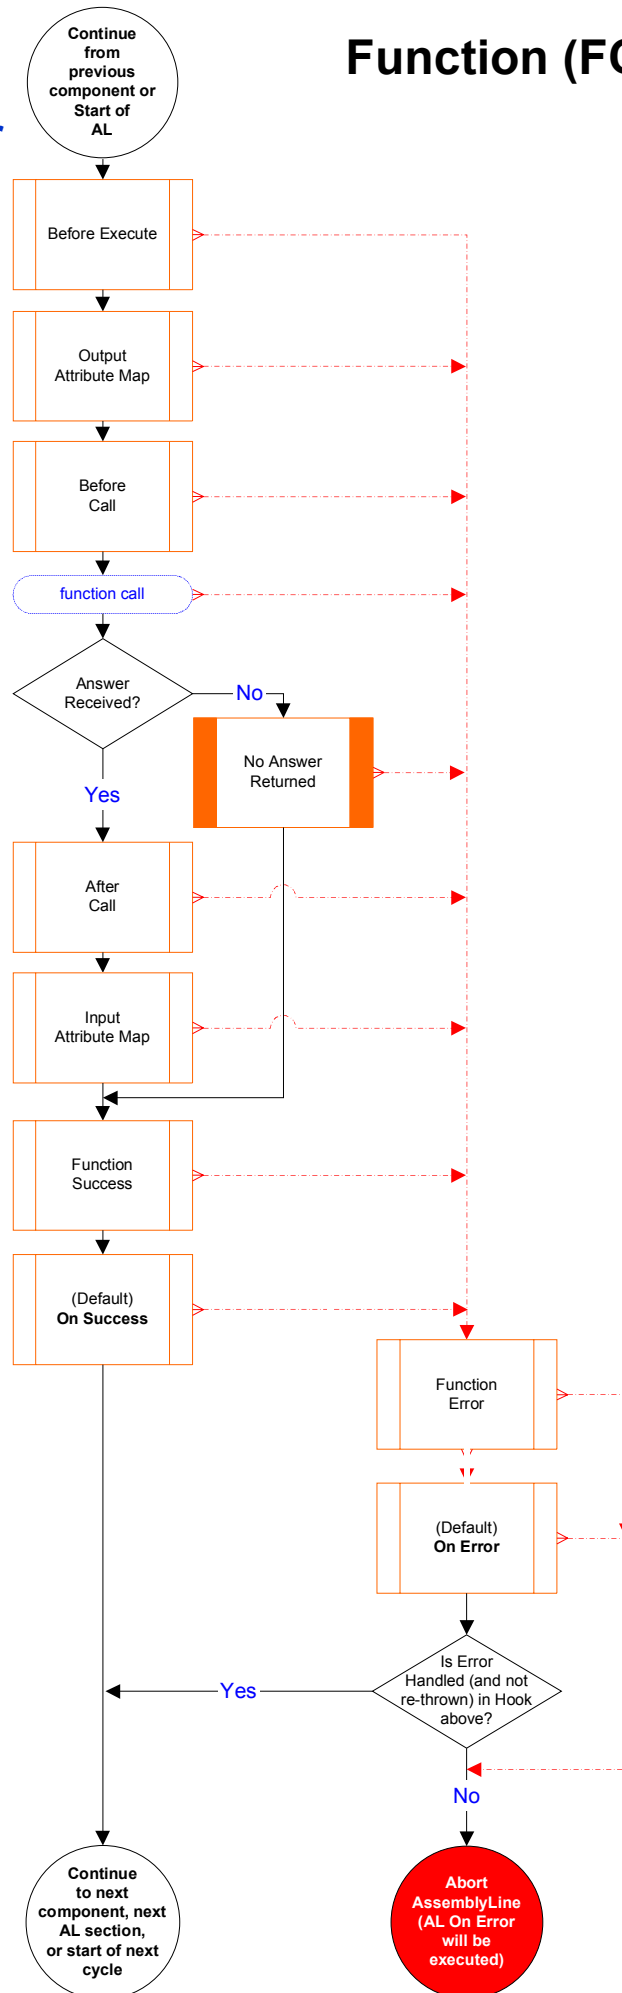 Continue
from
previous
component or
Start of
AL
Function (FC
Before Execute
Output
Attribute Map
Before
Call
function call
Answer
Received?
No
No Answer
Returned
Yes
After
Call
Input
Attribute Map
Function
Success
(Default)
On Success
Function
Error
(Default)
On Error
Is Error
Handled (and not
re-thrown) in Hook
above?
Yes
No
Continue
to next
component, next
AL section,
or start of next
cycle
Abort
AssemblyLine
(AL On Error
will be
executed)